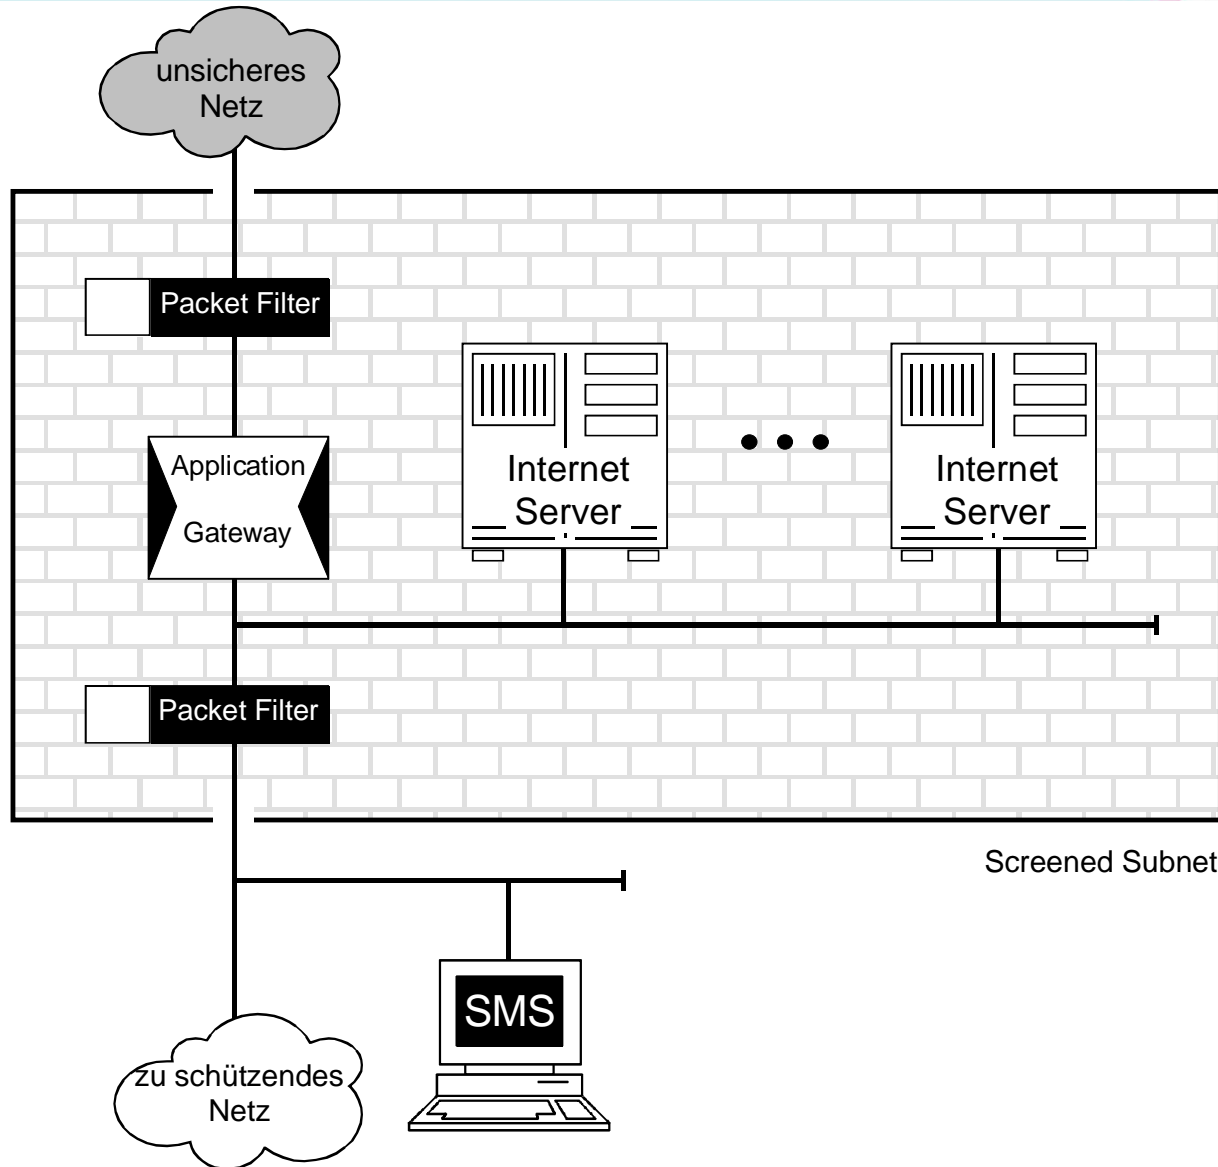 unsicheres
Netz
Packet Filter
Application
Gateway
Internet
Server
Internet
Server
Packet Filter
Screened Subnet
SMS
zu schützendes
Netz